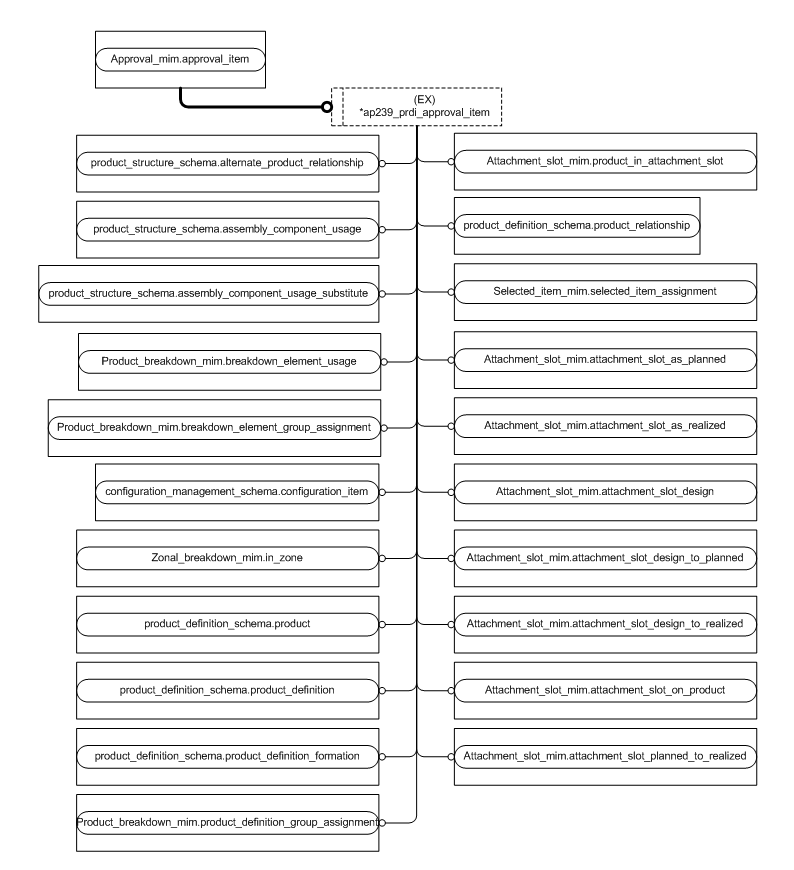 Approval_mim.approval_item
(EX)
*ap239_prdi_approval_item
product_structure_schema.alternate_product_relationship
product_structure_schema.assembly_component_usage
product_structure_schema.assembly_component_usage_substitute
Product_breakdown_mim.breakdown_element_usage
Product_breakdown_mim.breakdown_element_group_assignment
configuration_management_schema.configuration_item
Zonal_breakdown_mim.in_zone
product_definition_schema.product
product_definition_schema.product_definition
product_definition_schema.product_definition_formation
Product_breakdown_mim.product_definition_group_assignment
Attachment_slot_mim.product_in_attachment_slot
product_definition_schema.product_relationship
Selected_item_mim.selected_item_assignment
Attachment_slot_mim.attachment_slot_as_planned
Attachment_slot_mim.attachment_slot_as_realized
Attachment_slot_mim.attachment_slot_design
Attachment_slot_mim.attachment_slot_design_to_planned
Attachment_slot_mim.attachment_slot_design_to_realized
Attachment_slot_mim.attachment_slot_on_product
Attachment_slot_mim.attachment_slot_planned_to_realized